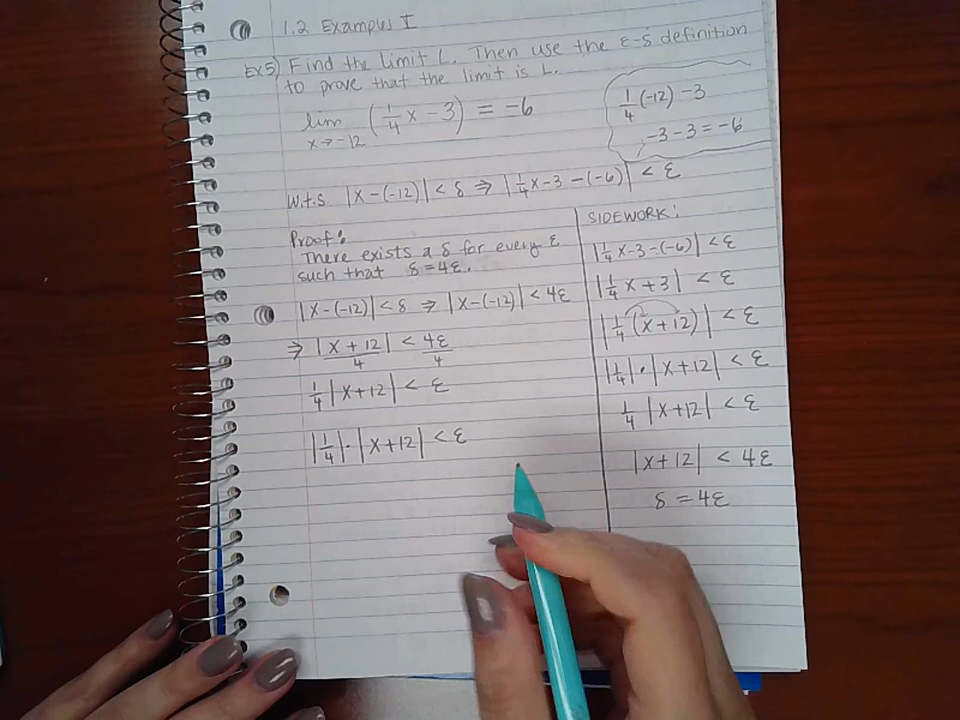 1.2 Examples I
Ex5) Find the limit L. Then use the ε-δ definition
to prove that the limit is L.
lim (1/4 x - 3) = -6
x→-12
1/4 (-12) - 3
-3 - 3 = -6
W.t.s |x-(-12)| < δ ⇒ |1/4 x - 3 - (-6)| < ε
Proof:
There exists a δ for every ε
such that δ = 4ε.
|x-(-12)| < δ ⇒ |x-(-12)| < 4ε
⇒ |x + 12|/4 < 4ε/4
1/4 |x+12| < ε
|1/4| · |x+12| < ε
SIDEWORK:
|1/4 x - 3 - (-6)| < ε
|1/4 x + 3| < ε
|1/4 (x + 12)| < ε
|1/4| · |x + 12| < ε
1/4 |x+12| < ε
|x+12| < 4ε
δ = 4ε